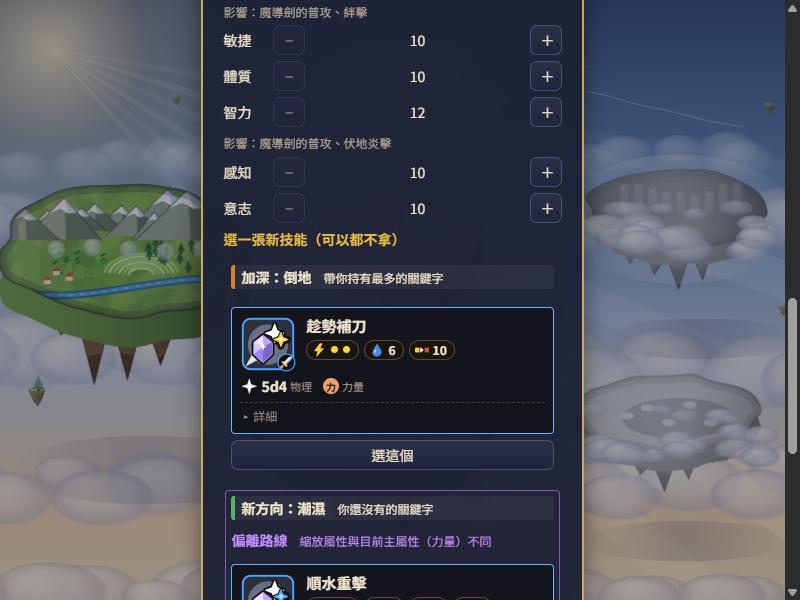 影響：魔導劍的普攻、絆擊
敏捷 − 10 +
體質 − 10 +
智力 − 12 +
影響：魔導劍的普攻、伏地炎擊
感知 − 10 +
意志 − 10 +
選一張新技能（可以都不拿）
加深：倒地 帶你持有最多的關鍵字
趁勢補刀
6 10
5d4 物理 力 力量
▸ 詳細
選這個
新方向：潮濕 你還沒有的關鍵字
偏離路線 縮放屬性與目前主屬性（力量）不同
順水重擊